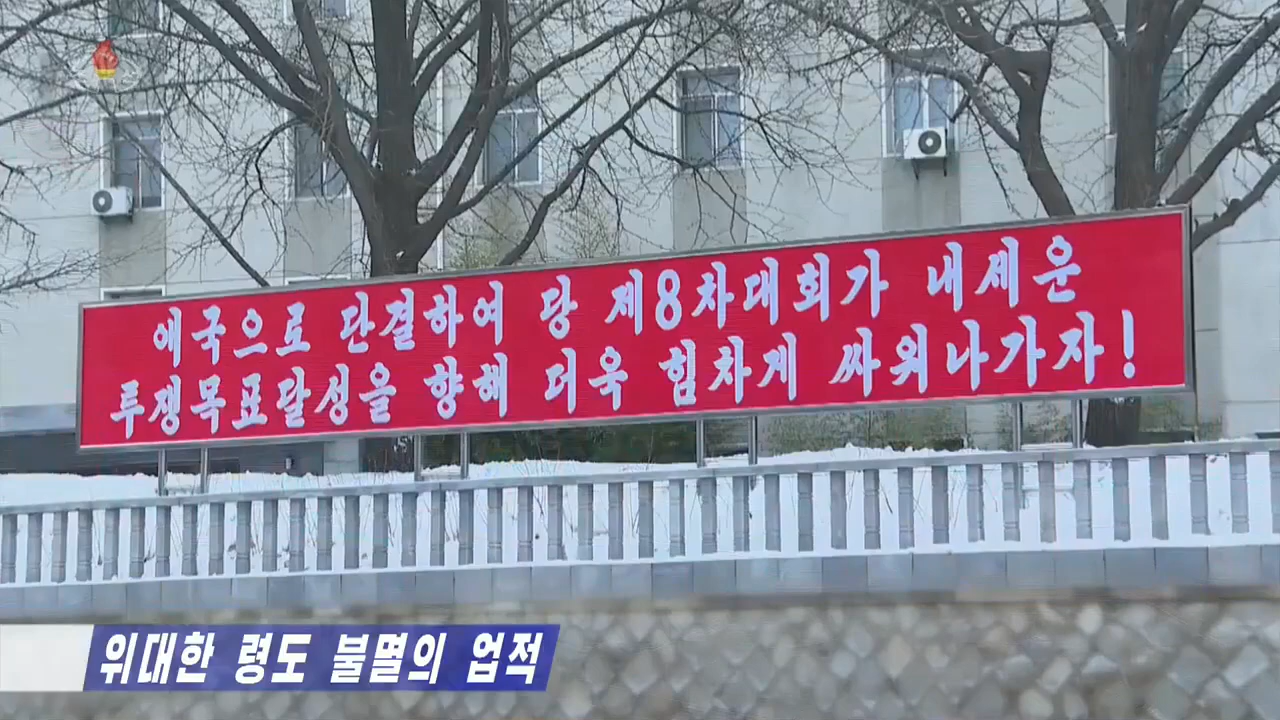 애국으로 단결하여 당 제8차대회가 내세운
투쟁목표달성을 향해 더욱 힘차게 싸워나가자!
위대한 령도 불멸의 업적